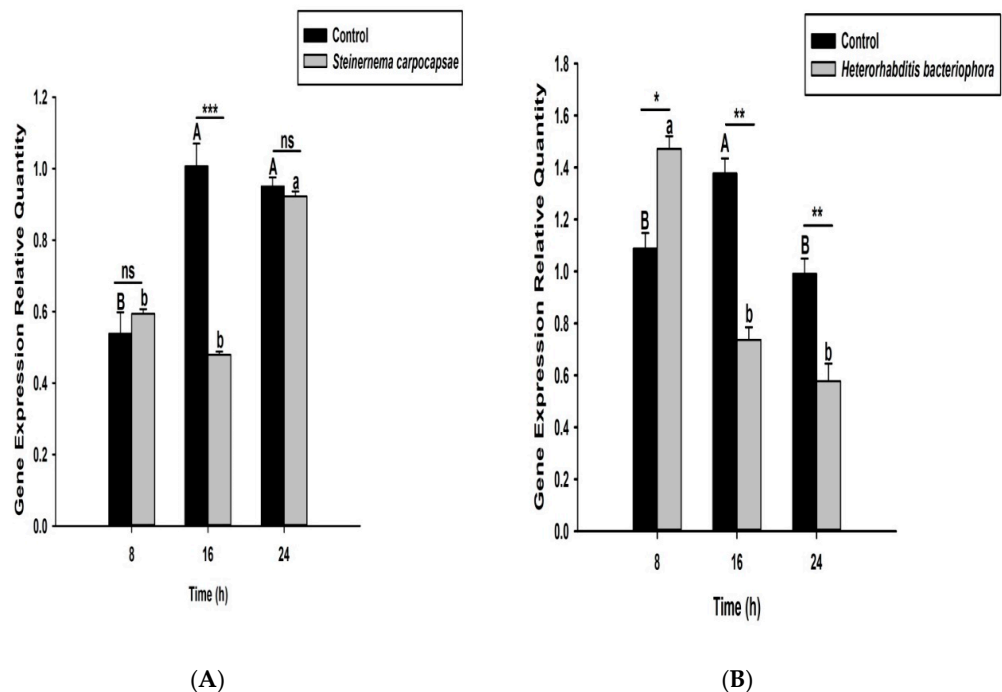 Control
Steinernema carpocapsae
Gene Expression Relative Quantity
1.2
1.0
0.8
0.6
0.4
0.2
0.0
ns
B
b
***
A
b
ns
A
a
8
16
24
Time (h)
(A)
Control
Heterorhabditis bacteriophora
Gene Expression Relative Quantity
1.8
1.6
1.4
1.2
1.0
0.8
0.6
0.4
0.2
0.0
*
B
a
**
A
b
**
B
b
8
16
24
Time (h)
(B)